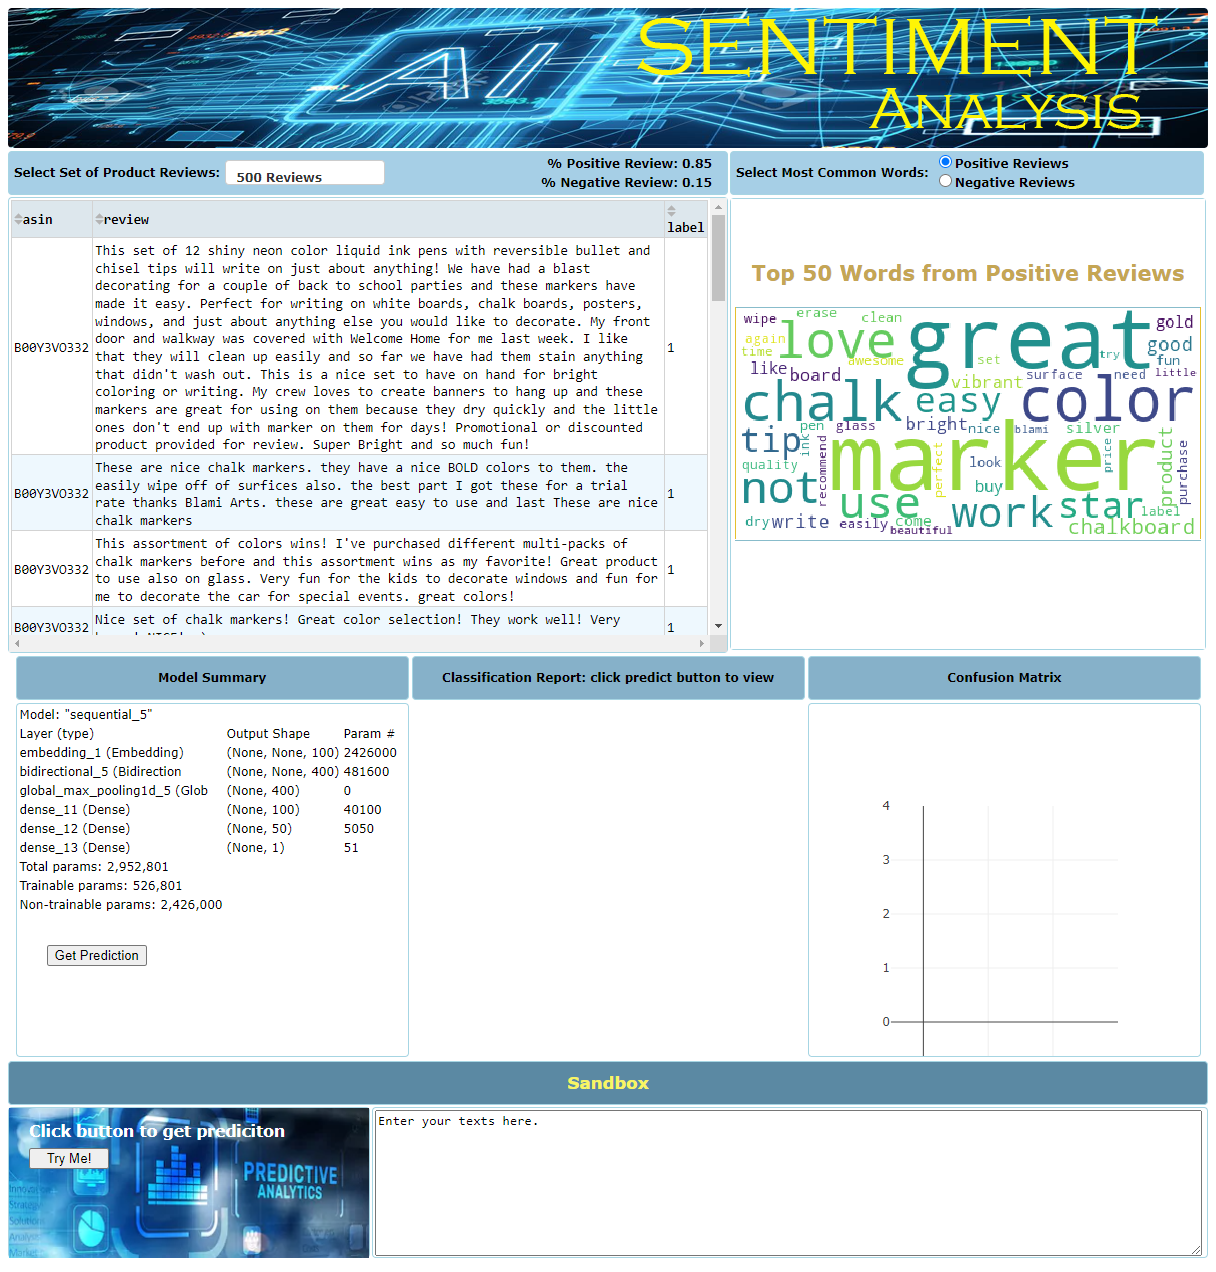 AI
SENTIMENT
ANALYSIS
Select Set of Product Reviews:
500 Reviews
% Positive Review: 0.85
% Negative Review: 0.15
Select Most Common Words:
Positive Reviews
Negative Reviews
asin
review
label
B00Y3VO332
This set of 12 shiny neon color liquid ink pens with reversible bullet and
chisel tips will write on just about anything! We have had a blast
decorating for a couple of back to school parties and these markers have
made it easy. Perfect for writing on white boards, chalk boards, posters,
windows, and just about anything else you would like to decorate. My front
door and walkway was covered with Welcome Home for me last week. I like
that they will clean up easily and so far we have had them stain anything
that didn't wash out. This is a nice set to have on hand for bright
coloring or writing. My crew loves to create banners to hang up and these
markers are great for using on them because they dry quickly and the little
ones don't end up with marker on them for days! Promotional or discounted
product provided for review. Super Bright and so much fun!
1
B00Y3VO332
These are nice chalk markers. they have a nice BOLD colors to them. the
easily wipe off of surfices also. the best part I got these for a trial
rate thanks Blami Arts. these are great easy to use and last These are nice
chalk markers
1
B00Y3VO332
This assortment of colors wins! I've purchased different multi-packs of
chalk markers before and this assortment wins as my favorite! Great product
to use also on glass. Very fun for the kids to decorate windows and fun for
me to decorate the car for special events. great colors!
1
B00Y3VO332
Nice set of chalk markers! Great color selection! They work well! Very
1
Top 50 Words from Positive Reviews
wipe
erase
clean
again
love
great
gold
time
awesome
set
try
good
fun
like
board
vibrant
surface
need
little
chalk
easy
color
tip
pen
glass
bright
nice
blami
silver
ink
marker
quality
recommend
perfect
look
price
product
purchase
not
use
buy
work
star
label
dry
write
easily
come
beautiful
chalkboard
Model Summary
Model: "sequential_5"
Layer (type) Output Shape Param #
embedding_1 (Embedding) (None, None, 100) 2426000
bidirectional_5 (Bidirection (None, None, 400) 481600
global_max_pooling1d_5 (Glob (None, 400) 0
dense_11 (Dense) (None, 100) 40100
dense_12 (Dense) (None, 50) 5050
dense_13 (Dense) (None, 1) 51
Total params: 2,952,801
Trainable params: 526,801
Non-trainable params: 2,426,000
Get Prediction
Classification Report: click predict button to view
Confusion Matrix
4
3
2
1
0
Sandbox
Click button to get prediciton
Try Me!
PREDICTIVE
ANALYTICS
Strategy
Solutions
Enter your texts here.